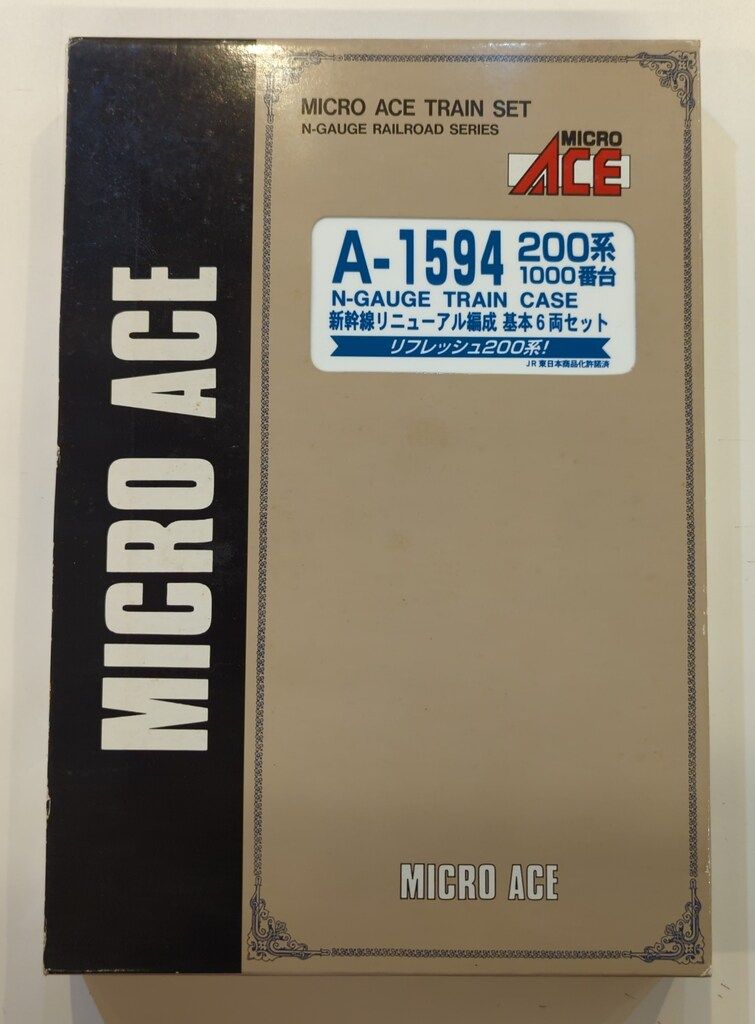 MICRO ACE
MICRO ACE TRAIN SET
N-GAUGE RAILROAD SERIES
MICRO
ACE
A-1594 200系
1000番台
N-GAUGE TRAIN CASE
新幹線リニューアル編成 基本6両セット
リフレッシュ200系!
JR東日本商品化許諾済
MICRO ACE